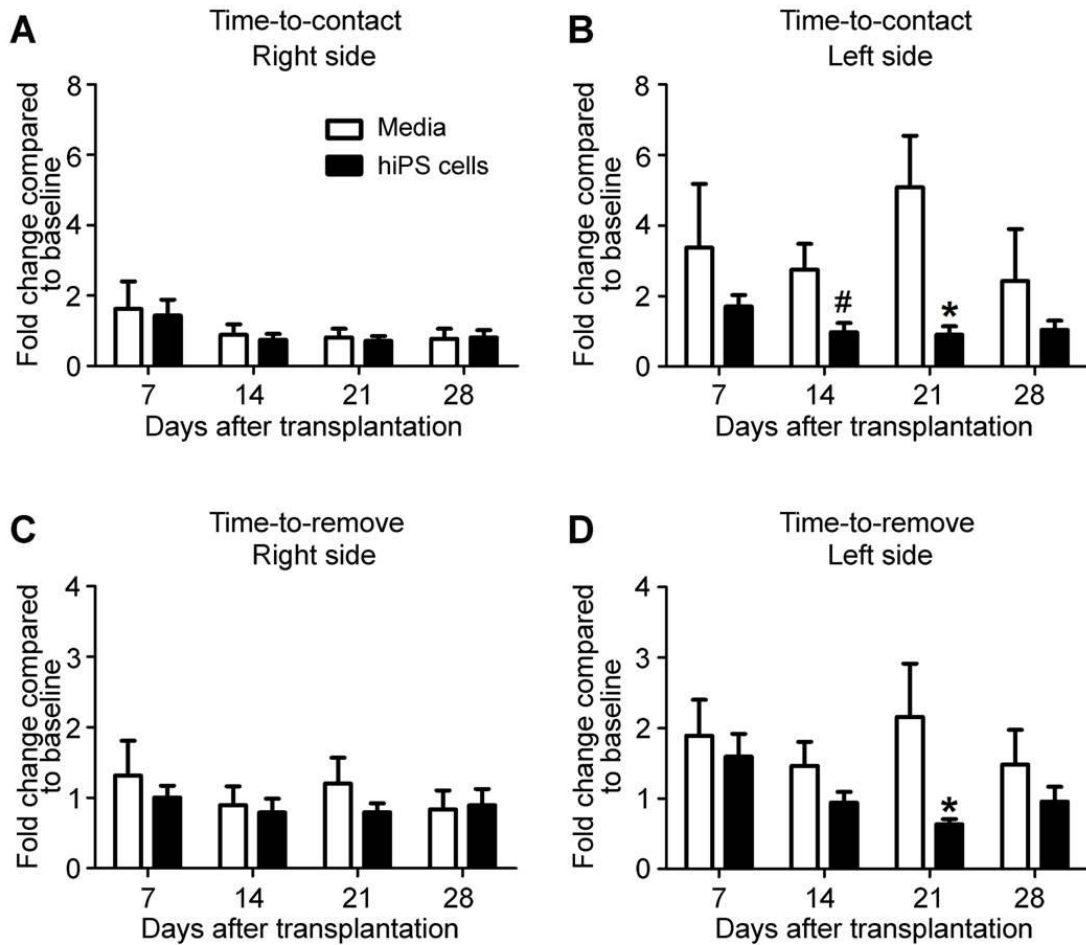 A
Time-to-contact
Right side
Fold change compared
to baseline
8
6
4
2
0
Media
hiPS cells
7 14 21 28
Days after transplantation
B
Time-to-contact
Left side
Fold change compared
to baseline
8
6
4
2
0
#
*
7 14 21 28
Days after transplantation
C
Time-to-remove
Right side
Fold change compared
to baseline
4
3
2
1
0
7 14 21 28
Days after transplantation
D
Time-to-remove
Left side
Fold change compared
to baseline
4
3
2
1
0
*
7 14 21 28
Days after transplantation